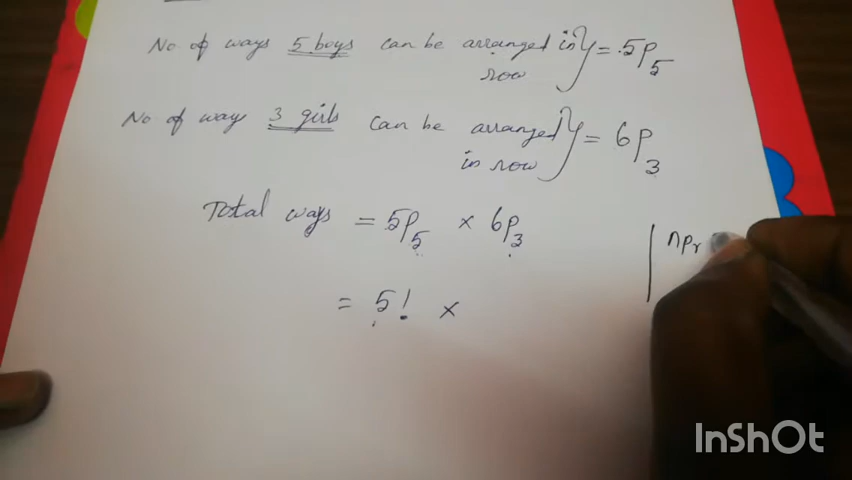 No of ways 5 boys can be arranged in } = 5P5
row
No of way 3 girls can be arranged } = 6P3
in row
Total ways = 5P5 × 6P3
= 5! ×
nPr
InShOt